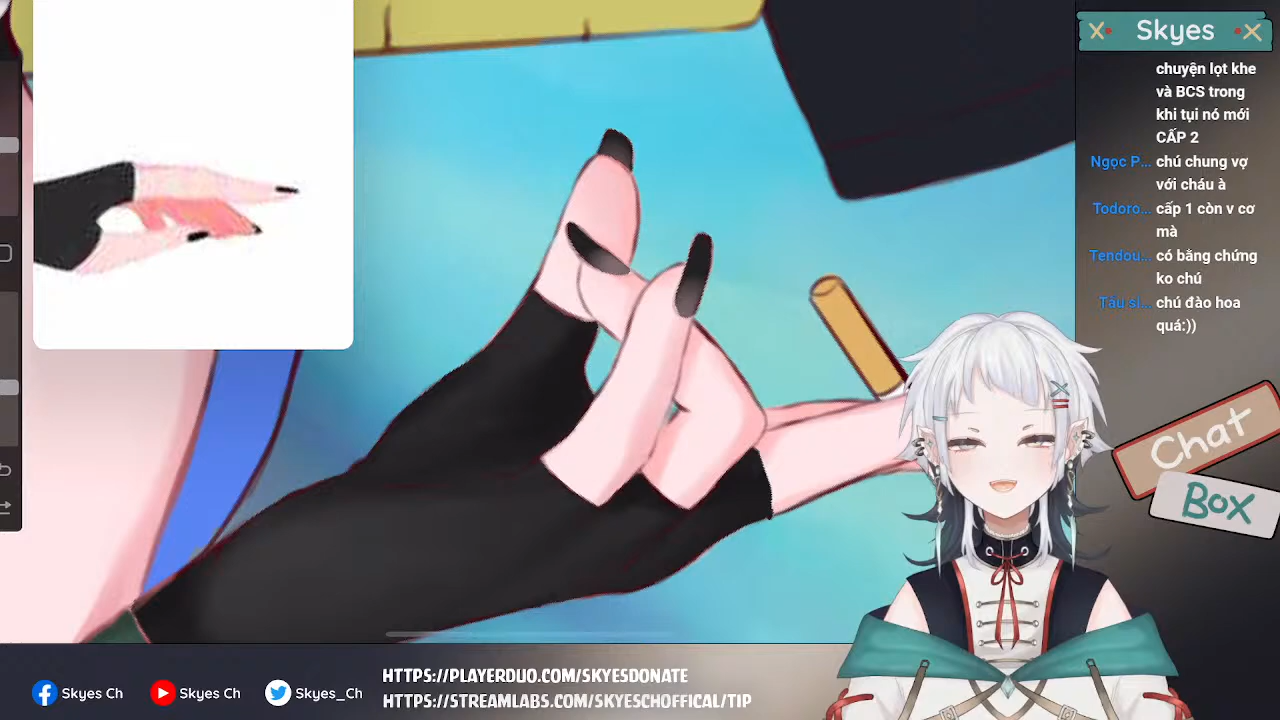 Skyes
chuyện lọt khe
và BCS trong
khi tụi nó mới
CẤP 2
Ngọc P... chú chung vợ
với cháu à
Todoro... cấp 1 còn v cơ
mà
Tendou... có bằng chứng
ko chú
Tẩu si... chú đào hoa
quá:))
Chat
Box
Skyes Ch
Skyes Ch
Skyes_Ch
HTTPS://PLAYERDUO.COM/SKYESDONATE
HTTPS://STREAMLABS.COM/SKYESCHOFFICAL/TIP